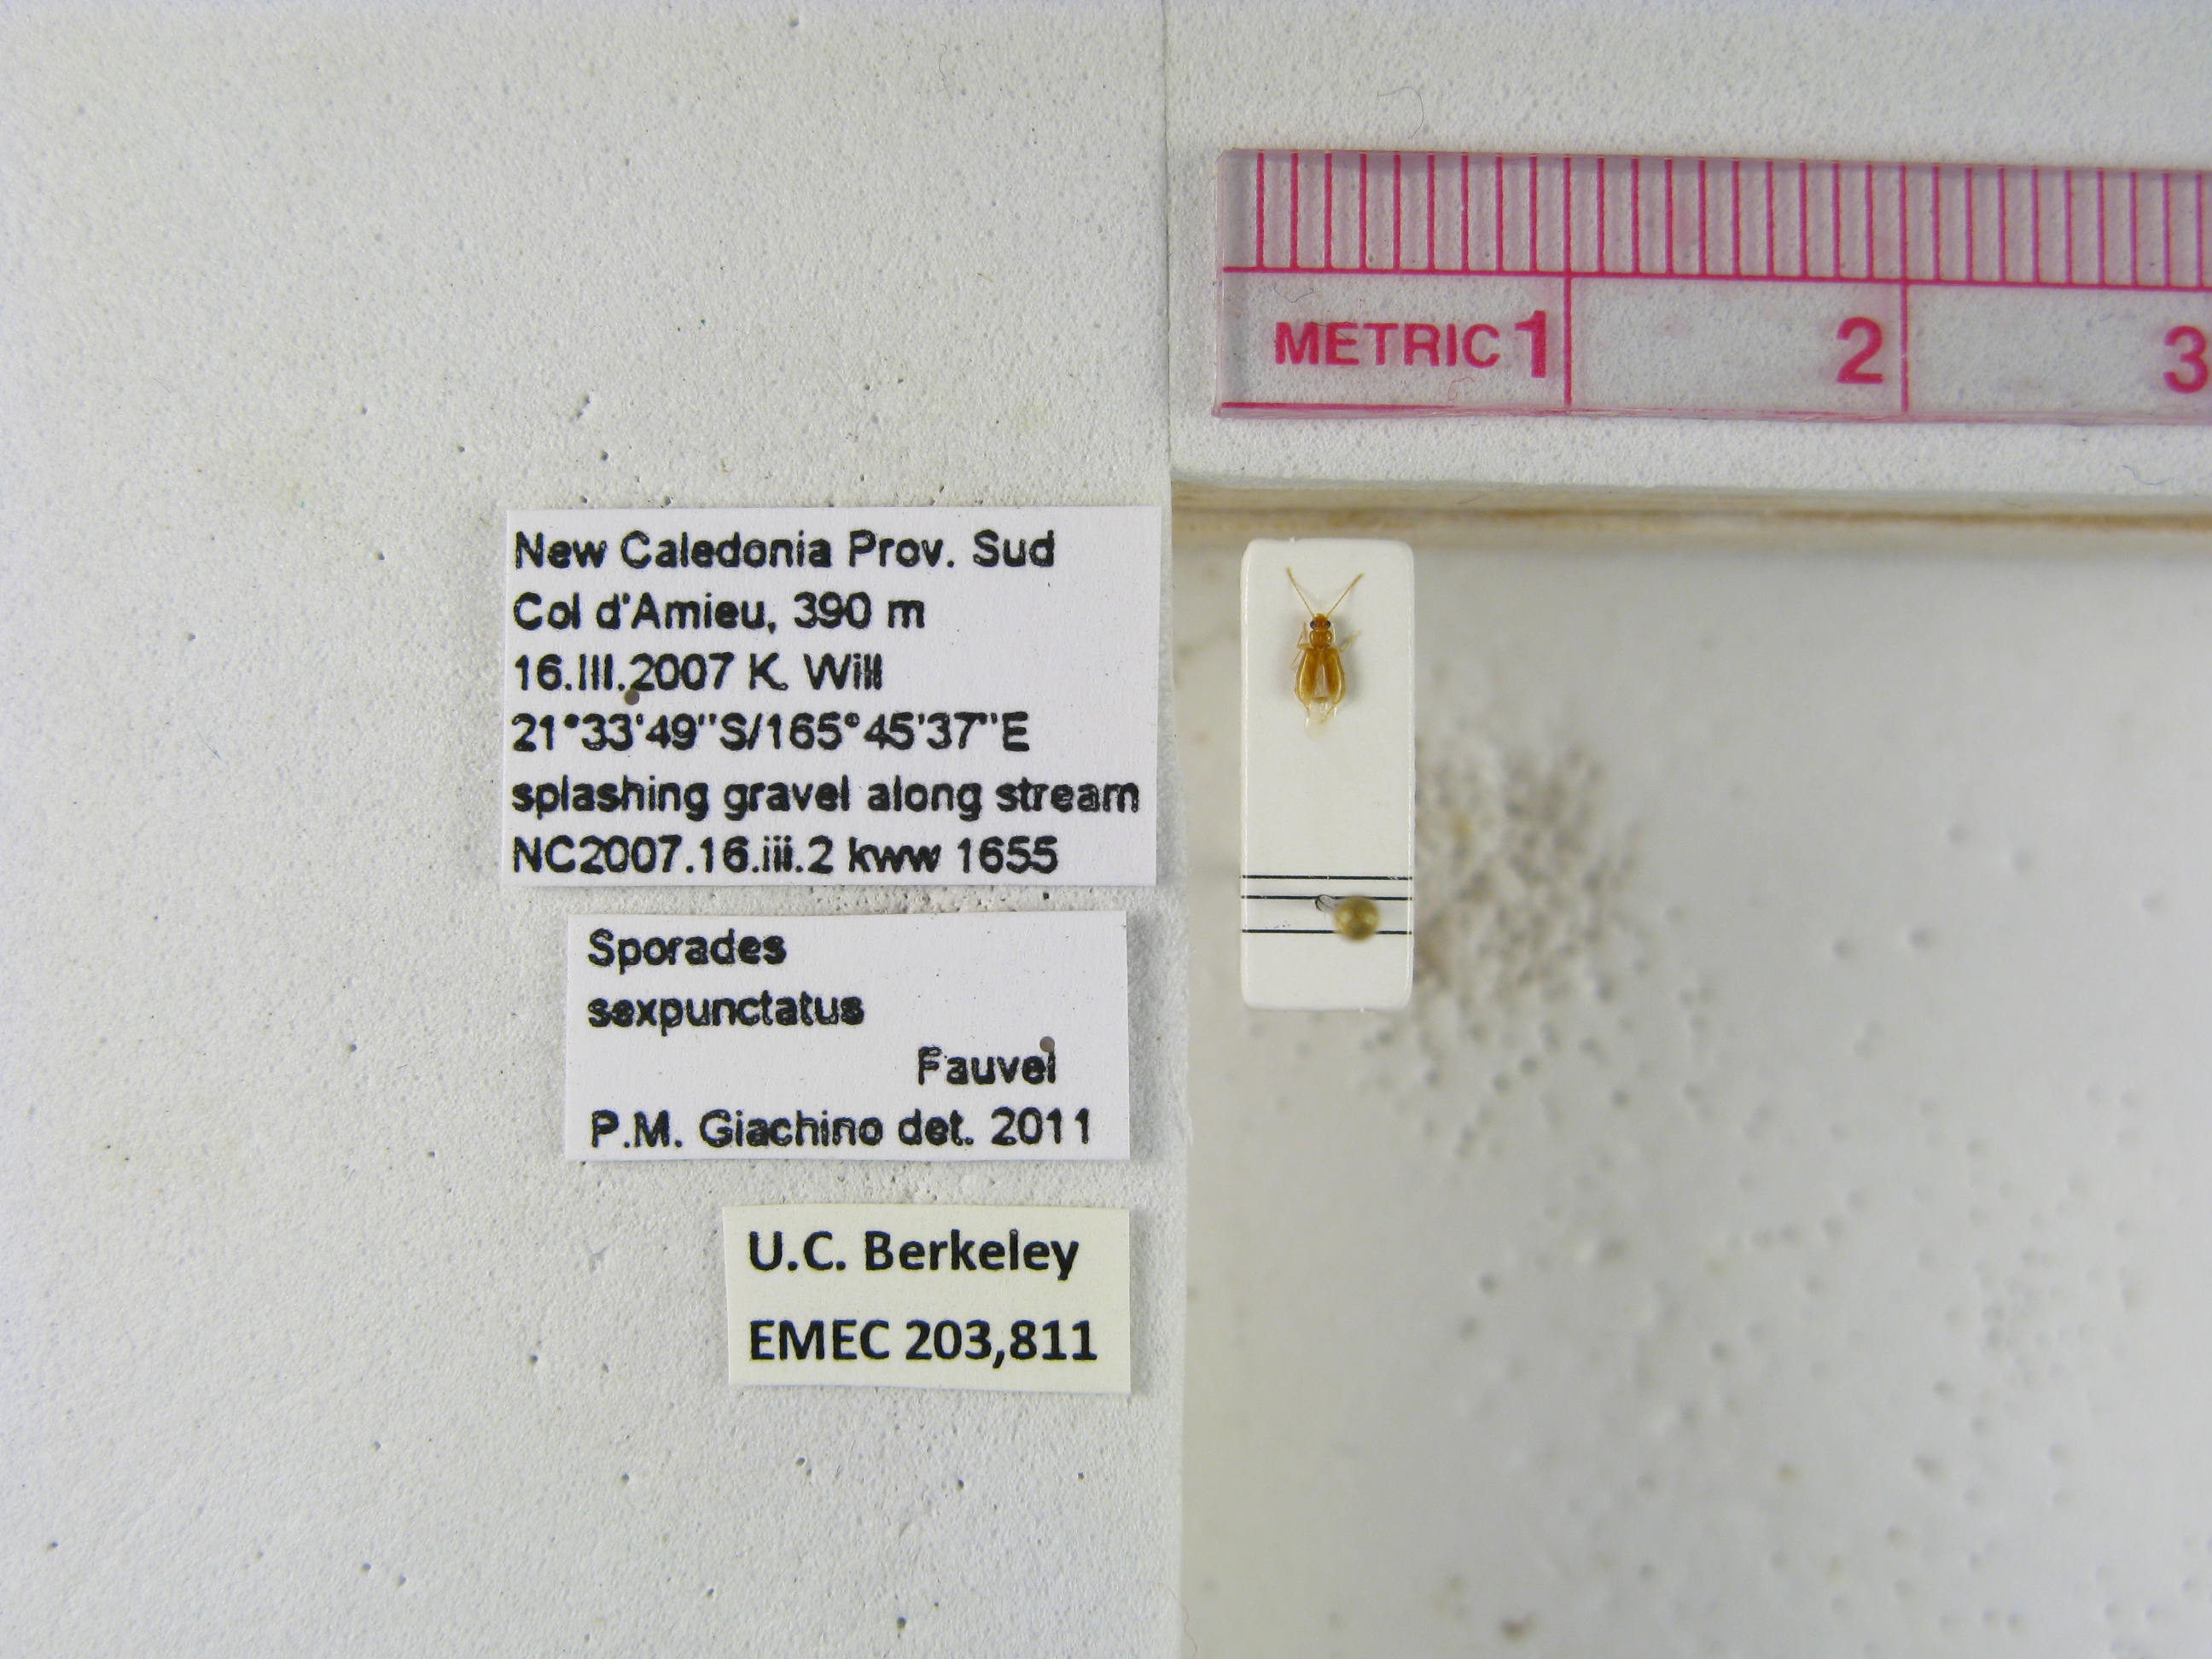 METRIC 1 2 3
New Caledonia Prov. Sud
Col d'Amieu, 390 m
16.III.2007 K. Will
21°33'49''S/165°45'37''E
splashing gravel along stream
NC2007.16.iii.2 kww 1655
Sporades
sexpunctatus
Fauvel
P.M. Giachino det. 2011
U.C. Berkeley
EMEC 203,811